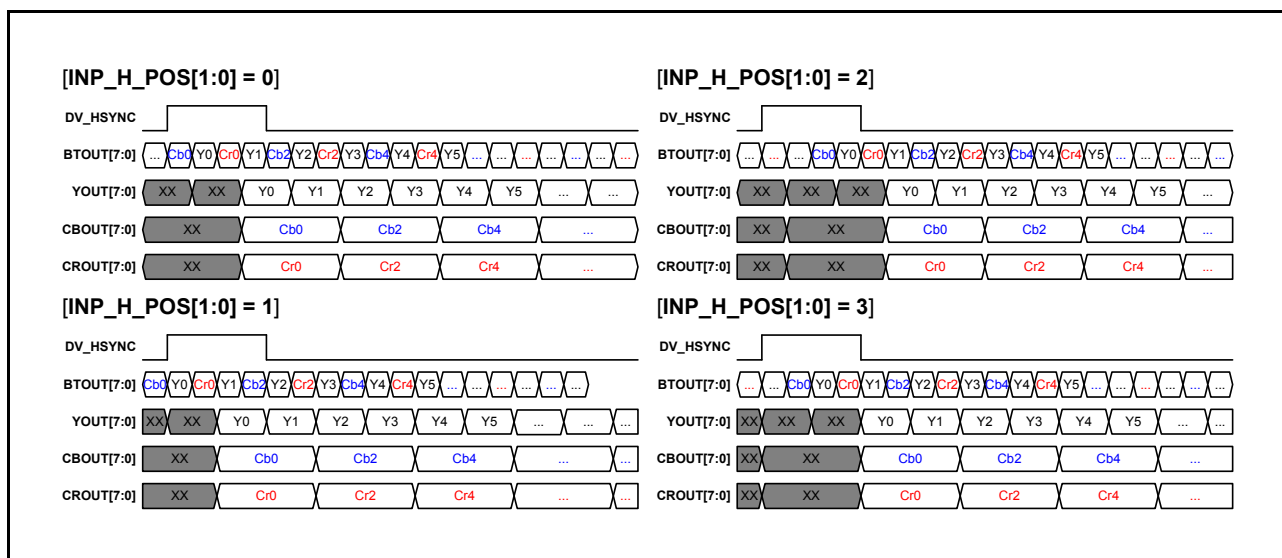 [INP_H_POS[1:0] = 0]
DV_HSYNC
BTOUT[7:0] ... Cb0 Y0 Cr0 Y1 Cb2 Y2 Cr2 Y3 Cb4 Y4 Cr4 Y5 ... ... ... ... ... ... ...
YOUT[7:0] XX XX Y0 Y1 Y2 Y3 Y4 Y5 ... ...
CBOUT[7:0] XX Cb0 Cb2 Cb4 ...
CROUT[7:0] XX Cr0 Cr2 Cr4 ...
[INP_H_POS[1:0] = 2]
DV_HSYNC
BTOUT[7:0] ... ... ... Cb0 Y0 Cr0 Y1 Cb2 Y2 Cr2 Y3 Cb4 Y4 Cr4 Y5 ... ... ... ... ...
YOUT[7:0] XX XX XX Y0 Y1 Y2 Y3 Y4 Y5 ...
CBOUT[7:0] XX XX Cb0 Cb2 Cb4 ...
CROUT[7:0] XX XX Cr0 Cr2 Cr4 ...
[INP_H_POS[1:0] = 1]
DV_HSYNC
BTOUT[7:0] Cb0 Y0 Cr0 Y1 Cb2 Y2 Cr2 Y3 Cb4 Y4 Cr4 Y5 ... ... ... ... ... ...
YOUT[7:0] XX XX Y0 Y1 Y2 Y3 Y4 Y5 ... ... ...
CBOUT[7:0] XX Cb0 Cb2 Cb4 ... ...
CROUT[7:0] XX Cr0 Cr2 Cr4 ... ...
[INP_H_POS[1:0] = 3]
DV_HSYNC
BTOUT[7:0] ... ... Cb0 Y0 Cr0 Y1 Cb2 Y2 Cr2 Y3 Cb4 Y4 Cr4 Y5 ... ... ... ... ... ...
YOUT[7:0] XX XX XX Y0 Y1 Y2 Y3 Y4 Y5 ... ...
CBOUT[7:0] XX XX Cb0 Cb2 Cb4 ...
CROUT[7:0] XX XX Cr0 Cr2 Cr4 ...